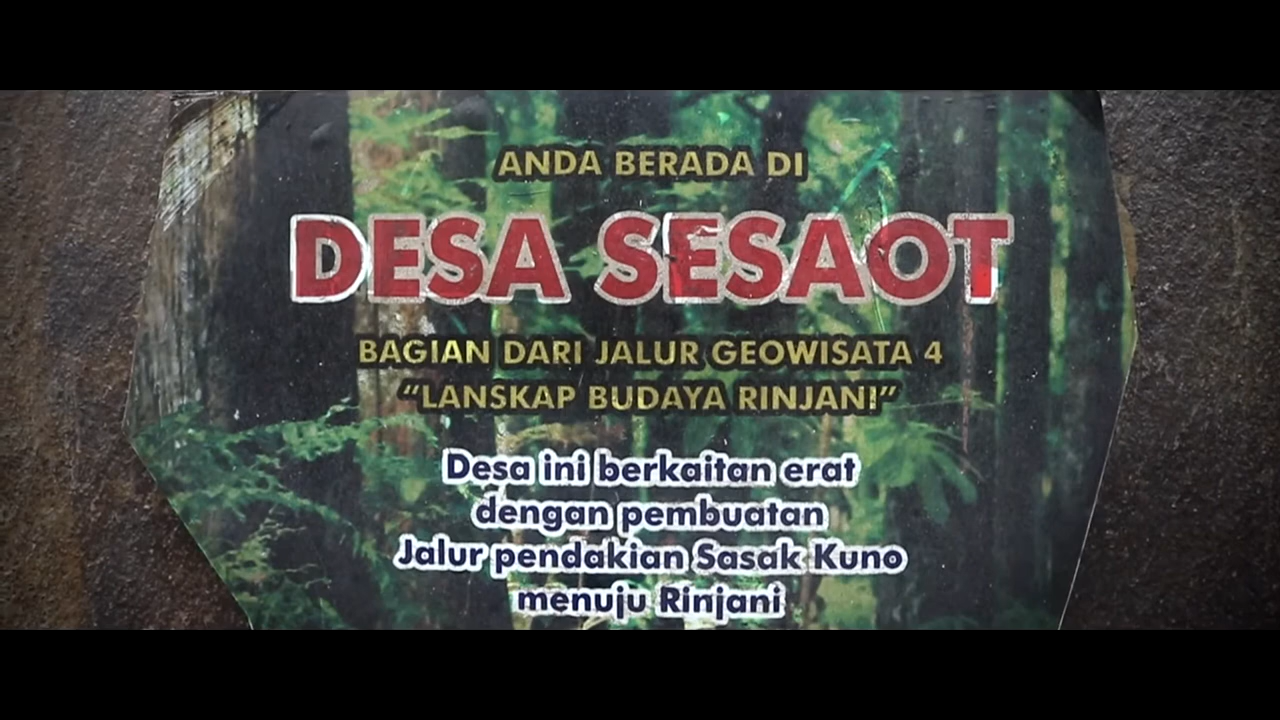 ANDA BERADA DI
DESA SESAOT
BAGIAN DARI JALUR GEOWISATA 4
“LANSKAP BUDAYA RINJANI”
Desa ini berkaitan erat
dengan pembuatan
Jalur pendakian Sasak Kuno
menuju Rinjani